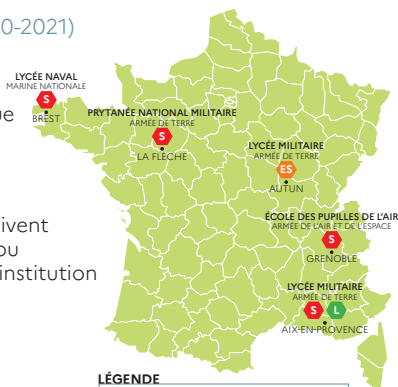 0-2021)
LYCÉE NAVAL
MARINE NATIONALE
S
BREST
ue
PRYTANÉE NATIONAL MILITAIRE
ARMÉE DE TERRE
S
LA FLÈCHE
LYCÉE MILITAIRE
ARMÉE DE TERRE
ES
AUTUN
ivent
ou
institution
ÉCOLE DES PUPILLES DE L'AIR
ARMÉE DE L'AIR ET DE L'ESPACE
S
GRENOBLE
LYCÉE MILITAIRE
ARMÉE DE TERRE
S L
AIX-EN-PROVENCE
LÉGENDE